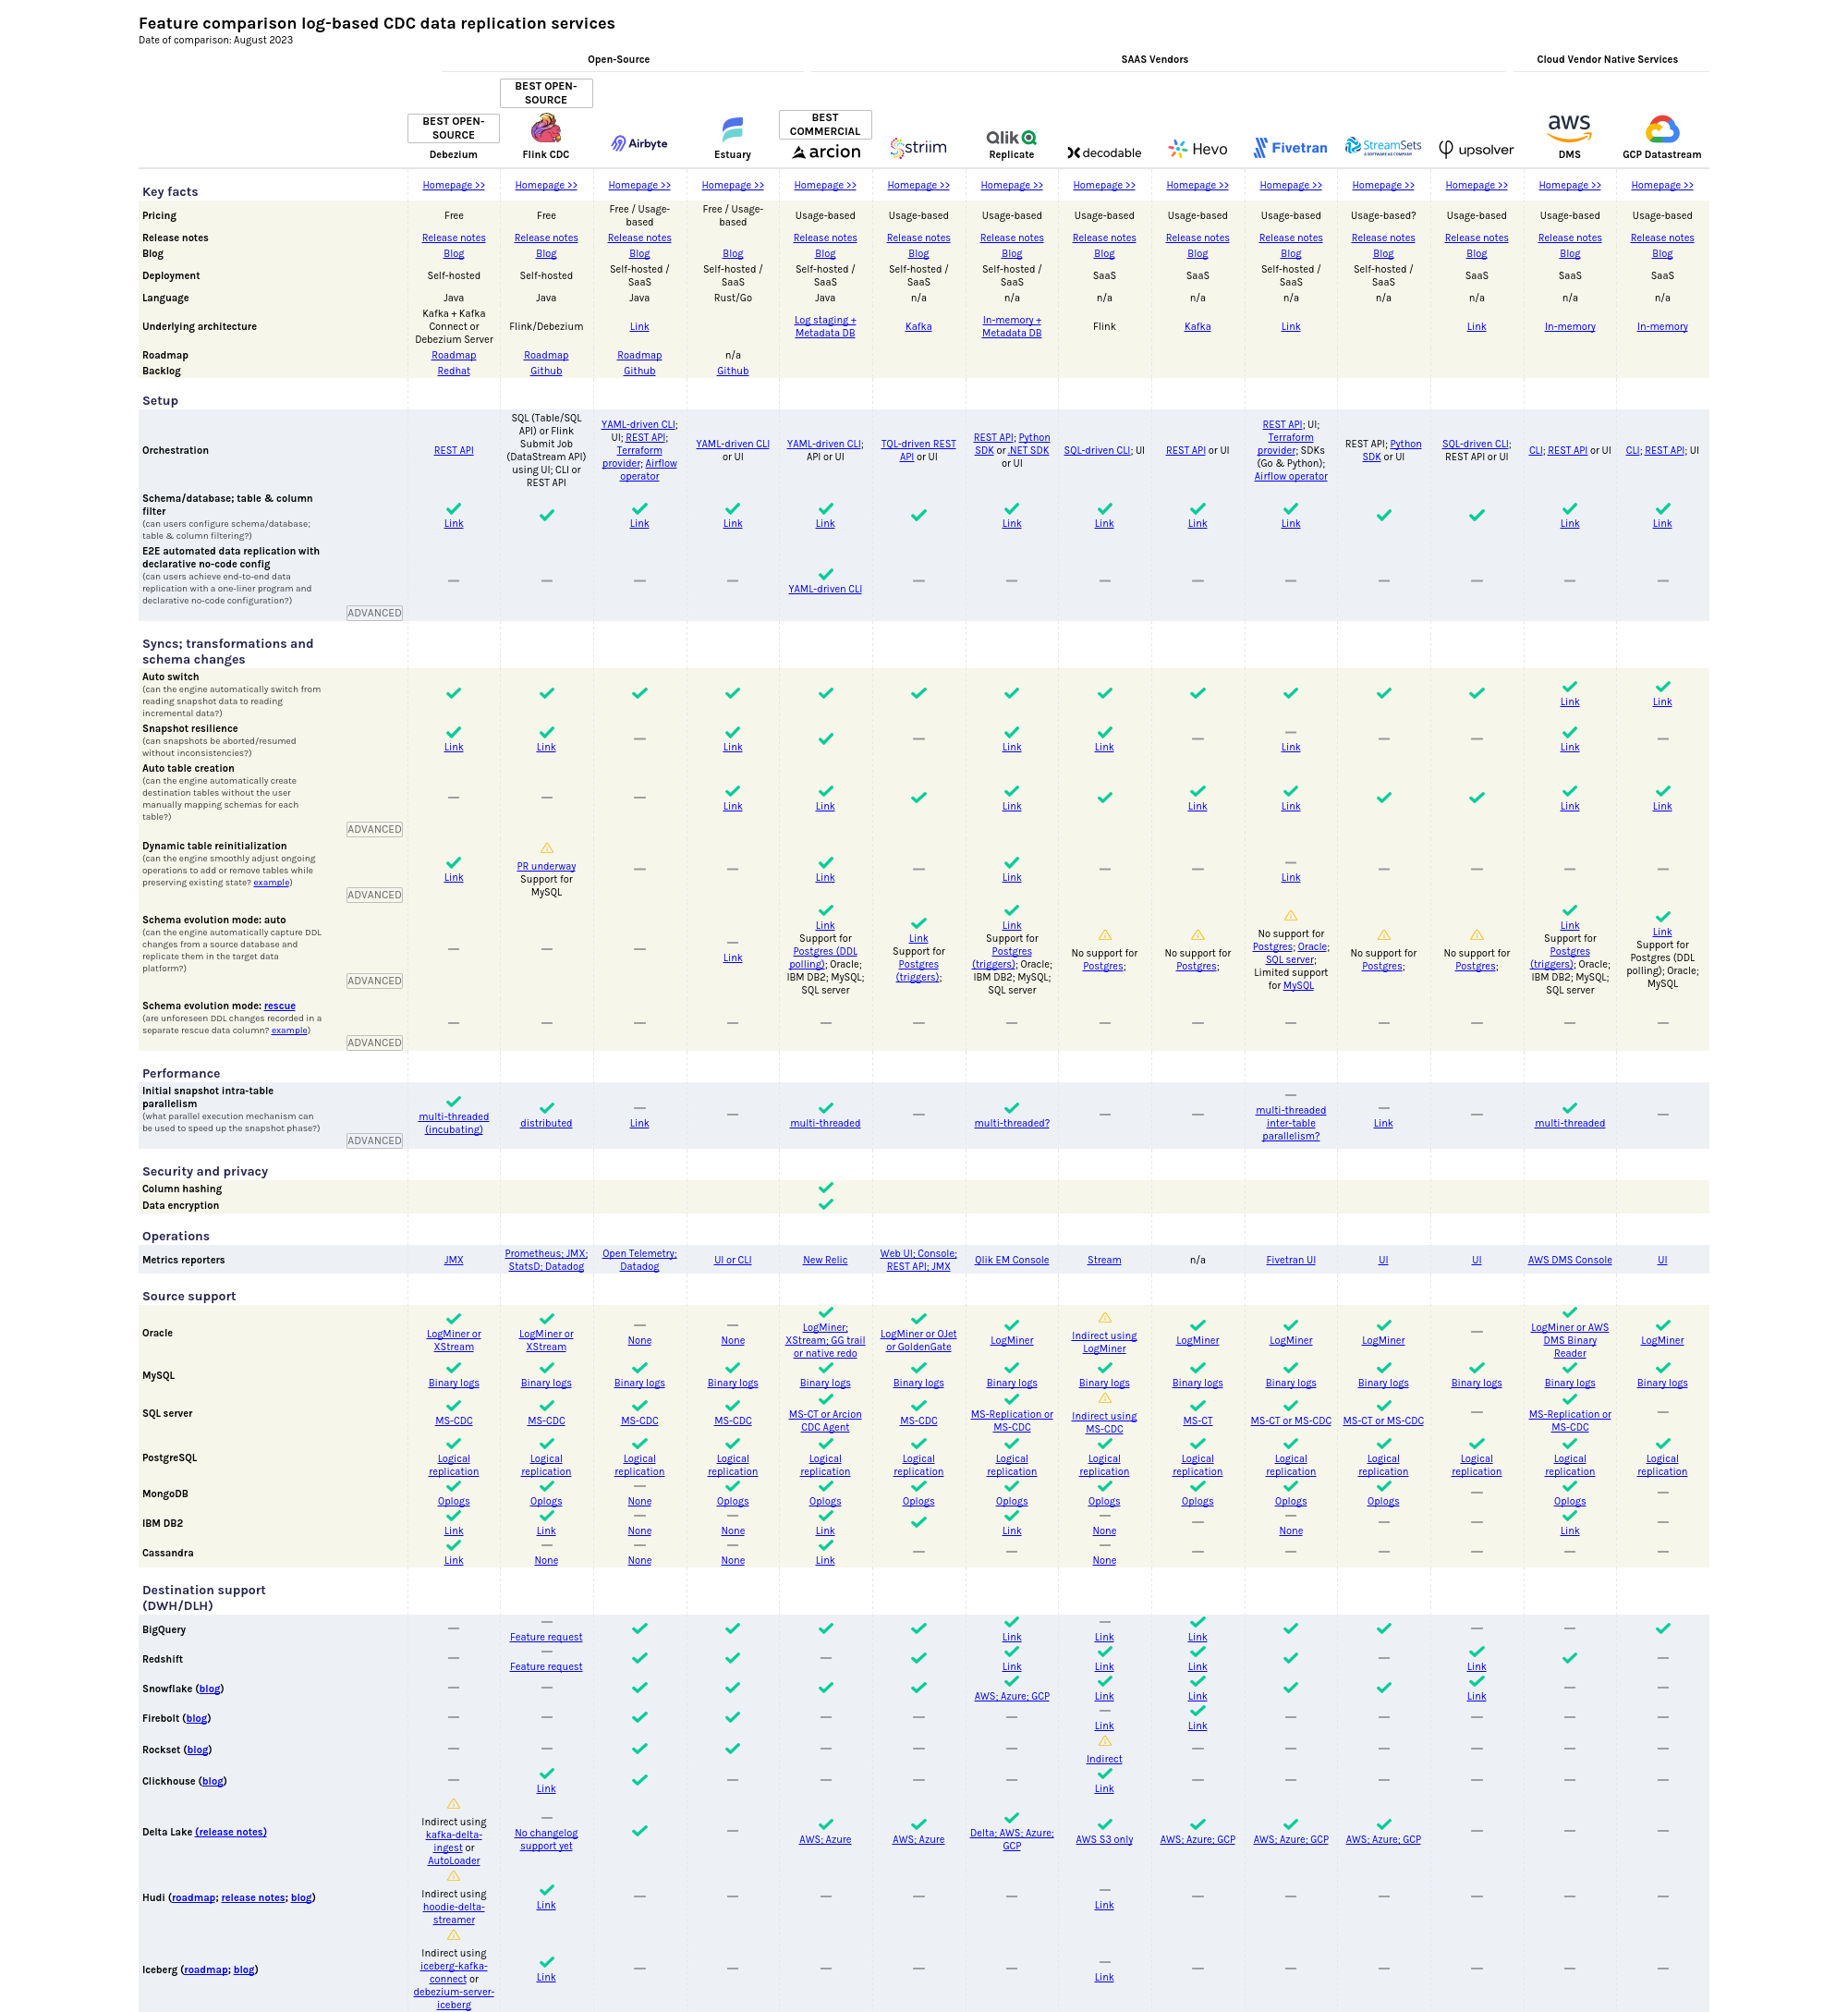 Feature comparison log-based CDC data replication services
Date of comparison: August 2023
Open-Source SAAS Vendors Cloud Vendor Native Services
BEST OPEN-SOURCE BEST OPEN-SOURCE BEST COMMERCIAL
Debezium Flink CDC Airbyte Estuary arcion striim Qlik Replicate decodable Hevo Fivetran StreamSets upsolver aws DMS GCP Datastream
Key facts Homepage >> Homepage >> Homepage >> Homepage >> Homepage >> Homepage >> Homepage >> Homepage >> Homepage >> Homepage >> Homepage >> Homepage >> Homepage >> Homepage >>
Pricing Free Free Free / Usage-based Free / Usage-based Usage-based Usage-based Usage-based Usage-based Usage-based Usage-based Usage-based? Usage-based Usage-based Usage-based
Release notes Release notes Release notes Release notes Release notes Release notes Release notes Release notes Release notes Release notes Release notes Release notes Release notes Release notes
Blog Blog Blog Blog Blog Blog Blog Blog Blog Blog Blog Blog Blog Blog Blog
Deployment Self-hosted Self-hosted Self-hosted / SaaS Self-hosted / SaaS Self-hosted / SaaS Self-hosted / SaaS Self-hosted / SaaS SaaS SaaS Self-hosted / SaaS Self-hosted / SaaS SaaS SaaS SaaS
Language Java Java Java Rust/Go Java n/a n/a n/a n/a n/a n/a n/a n/a n/a
Underlying architecture Kafka + Kafka Connect or Debezium Server Flink/Debezium Link Log staging + Metadata DB Kafka In-memory + Metadata DB Flink Kafka Link Link In-memory In-memory
Roadmap Roadmap Roadmap Roadmap n/a
Backlog Redhat Github Github Github
Setup
Orchestration REST API SQL (Table/SQL API) or Flink Submit Job (DataStream API) using UI; CLI or REST API YAML-driven CLI; UI; REST API; Terraform provider; Airflow operator YAML-driven CLI or UI YAML-driven CLI; API or UI TQL-driven REST API or UI REST API; Python SDK or .NET SDK or UI SQL-driven CLI; UI REST API or UI REST API; UI; Terraform provider; SDKs (Go & Python); Airflow operator REST API; Python SDK or UI SQL-driven CLI; REST API or UI CLI; REST API or UI CLI; REST API; UI
Schema/database; table & column filter
(can users configure schema/database; table & column filtering?)
Link Link Link Link Link Link Link Link Link Link
E2E automated data replication with declarative no-code config
(can users achieve end-to-end data replication with a one-liner program and declarative no-code configuration?)
YAML-driven CLI
ADVANCED
Syncs; transformations and schema changes
Auto switch
(can the engine automatically switch from reading snapshot data to reading incremental data?)
Link Link
Snapshot resilience
(can snapshots be aborted/resumed without inconsistencies?)
Link Link Link Link Link Link Link
Auto table creation
(can the engine automatically create destination tables without the user manually mapping schemas for each table?)
Link Link Link Link Link Link Link
ADVANCED
Dynamic table reinitialization
(can the engine smoothly adjust ongoing operations to add or remove tables while preserving existing state? example)
Link PR underway Support for MySQL Link Link Link
ADVANCED
Schema evolution mode: auto
(can the engine automatically capture DDL changes from a source database and replicate them in the target data platform?)
Link
Link Support for Postgres (DDL polling); Oracle; IBM DB2; MySQL; SQL server
Link Support for Postgres (triggers);
Link Support for Postgres (triggers); Oracle; IBM DB2; MySQL; SQL server
No support for Postgres;
No support for Postgres;
No support for Postgres; Oracle; SQL server; Limited support for MySQL
No support for Postgres;
No support for Postgres;
Link Support for Postgres (triggers); Oracle; IBM DB2; MySQL; SQL server
Link Support for Postgres (DDL polling); Oracle; MySQL
ADVANCED
Schema evolution mode: rescue
(are unforeseen DDL changes recorded in a separate rescue data column? example)
ADVANCED
Performance
Initial snapshot intra-table parallelism
(what parallel execution mechanism can be used to speed up the snapshot phase?)
multi-threaded (incubating) distributed Link multi-threaded multi-threaded? multi-threaded inter-table parallelism? Link multi-threaded
ADVANCED
Security and privacy
Column hashing
Data encryption
Operations
Metrics reporters JMX Prometheus; JMX; StatsD; Datadog Open Telemetry; Datadog UI or CLI New Relic Web UI; Console; REST API; JMX Qlik EM Console Stream n/a Fivetran UI UI UI AWS DMS Console UI
Source support
Oracle LogMiner or XStream LogMiner or XStream None None LogMiner; XStream; GG trail or native redo LogMiner or OJet or GoldenGate LogMiner Indirect using LogMiner LogMiner LogMiner LogMiner LogMiner or AWS DMS Binary Reader LogMiner
MySQL Binary logs Binary logs Binary logs Binary logs Binary logs Binary logs Binary logs Binary logs Binary logs Binary logs Binary logs Binary logs Binary logs Binary logs
SQL server MS-CDC MS-CDC MS-CDC MS-CDC MS-CT or Arcion CDC Agent MS-CDC MS-Replication or MS-CDC Indirect using MS-CDC MS-CT MS-CT or MS-CDC MS-CT or MS-CDC MS-Replication or MS-CDC
PostgreSQL Logical replication Logical replication Logical replication Logical replication Logical replication Logical replication Logical replication Logical replication Logical replication Logical replication Logical replication Logical replication Logical replication Logical replication
MongoDB Oplogs Oplogs None Oplogs Oplogs Oplogs Oplogs Oplogs Oplogs Oplogs Oplogs Oplogs
IBM DB2 Link Link None None Link Link None None Link
Cassandra Link None None None Link None
Destination support (DWH/DLH)
BigQuery Feature request Link Link Link
Redshift Feature request Link Link Link Link
Snowflake (blog) AWS; Azure; GCP Link Link Link
Firebolt (blog) Link Link
Rockset (blog) Indirect
Clickhouse (blog) Link Link
Delta Lake (release notes) Indirect using kafka-delta-ingest or AutoLoader No changelog support yet AWS; Azure AWS; Azure Delta; AWS; Azure; GCP AWS S3 only AWS; Azure; GCP AWS; Azure; GCP AWS; Azure; GCP
Hudi (roadmap; release notes; blog) Indirect using hoodie-delta-streamer Link Link
Iceberg (roadmap; blog) Indirect using iceberg-kafka-connect or debezium-server-iceberg Link Link